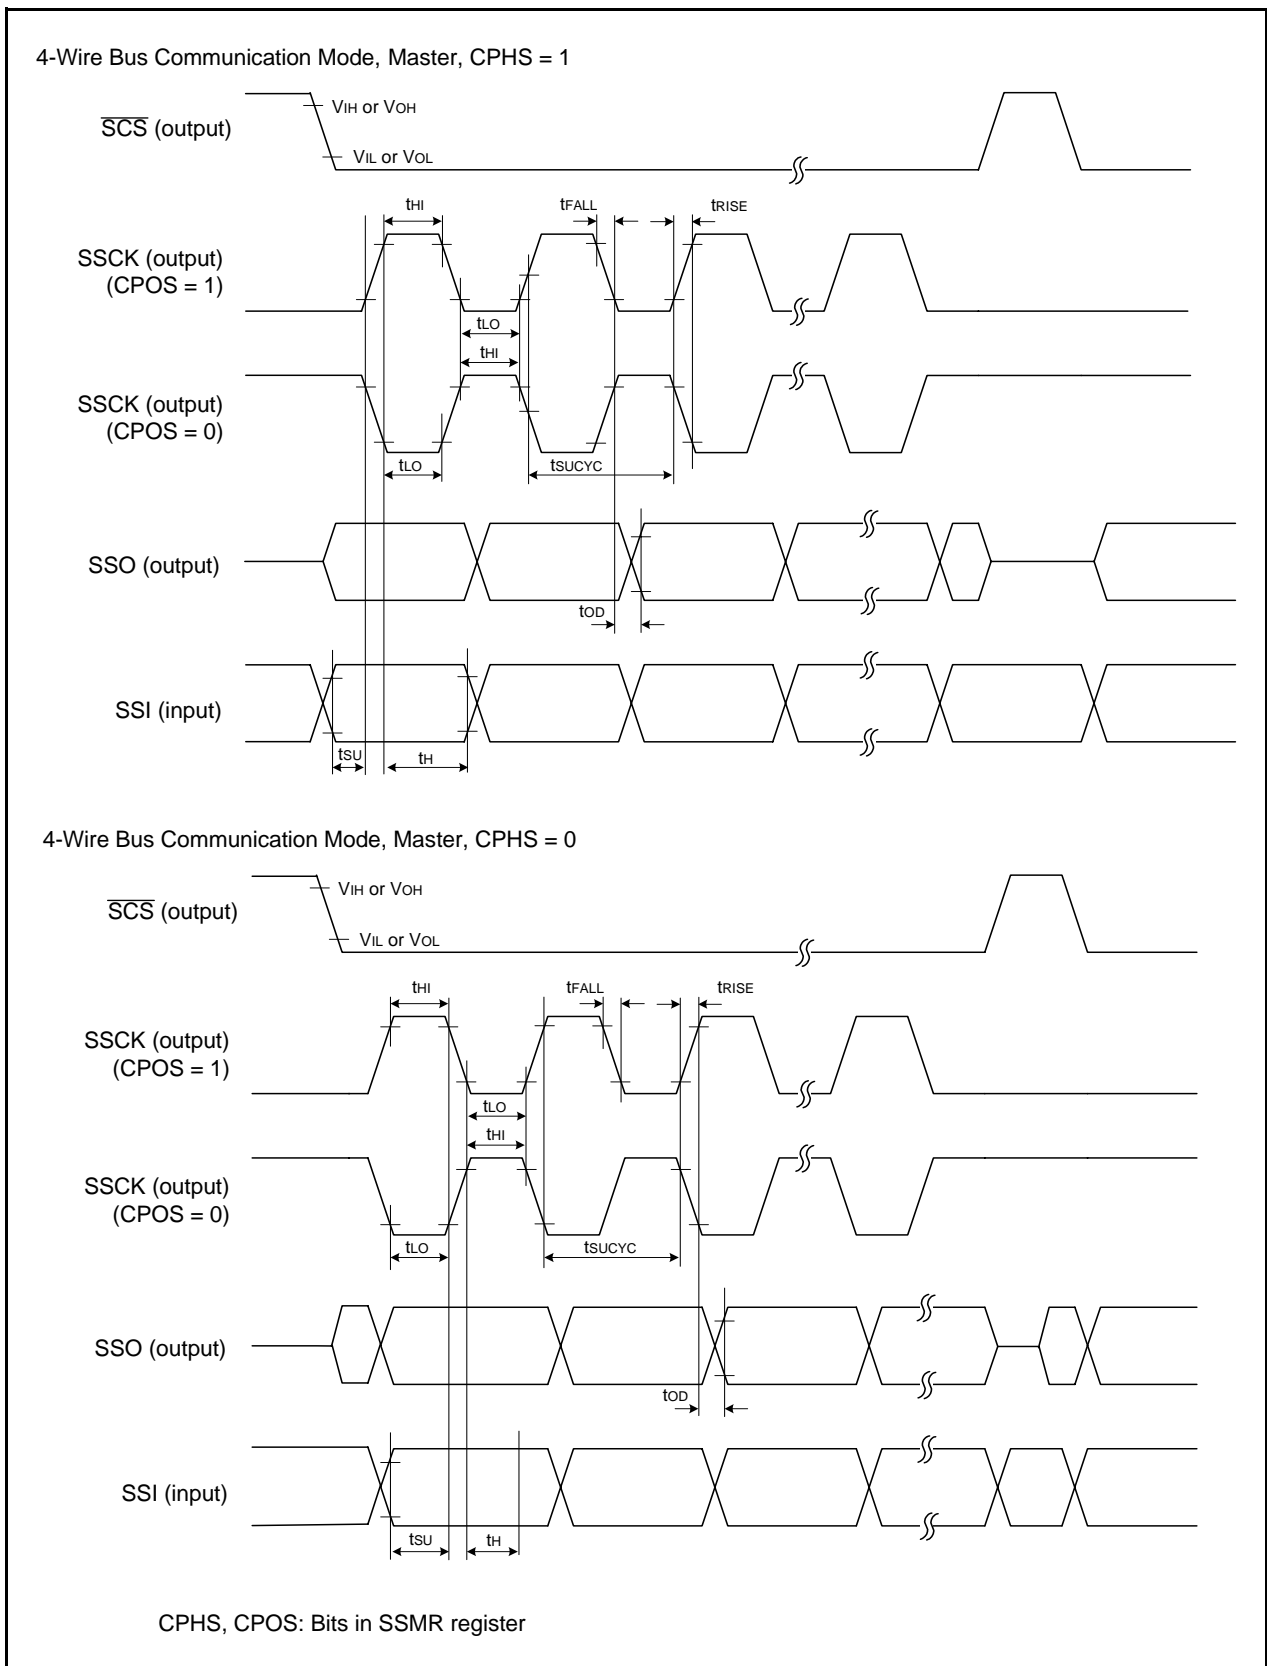 4-Wire Bus Communication Mode, Master, CPHS = 1
VIH or VOH
SCS (output)
VIL or VOL
tHI
tFALL
tRISE
SSCK (output)
(CPOS = 1)
tLO
tHI
SSCK (output)
(CPOS = 0)
tLO
tSUCYC
SSO (output)
tOD
SSI (input)
tSU
tH
4-Wire Bus Communication Mode, Master, CPHS = 0
VIH or VOH
SCS (output)
VIL or VOL
tHI
tFALL
tRISE
SSCK (output)
(CPOS = 1)
tLO
tHI
SSCK (output)
(CPOS = 0)
tLO
tSUCYC
SSO (output)
tOD
SSI (input)
tSU
tH
CPHS, CPOS: Bits in SSMR register